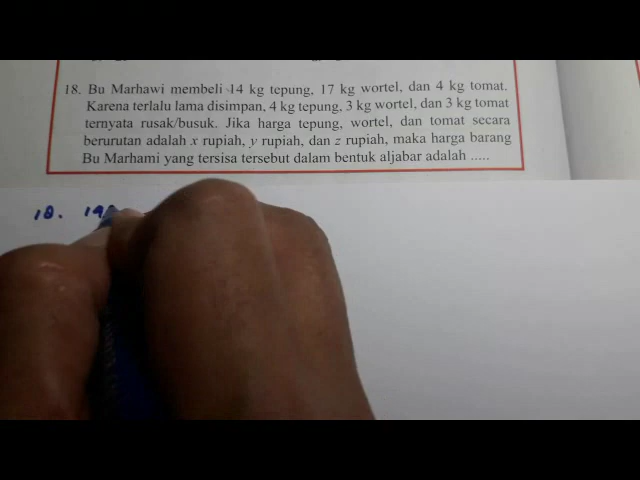 18. Bu Marhawi membeli 14 kg tepung, 17 kg wortel, dan 4 kg tomat.
Karena terlalu lama disimpan, 4 kg tepung, 3 kg wortel, dan 3 kg tomat
ternyata rusak/busuk. Jika harga tepung, wortel, dan tomat secara
berurutan adalah x rupiah, y rupiah, dan z rupiah, maka harga barang
Bu Marhami yang tersisa tersebut dalam bentuk aljabar adalah .....
18. 14